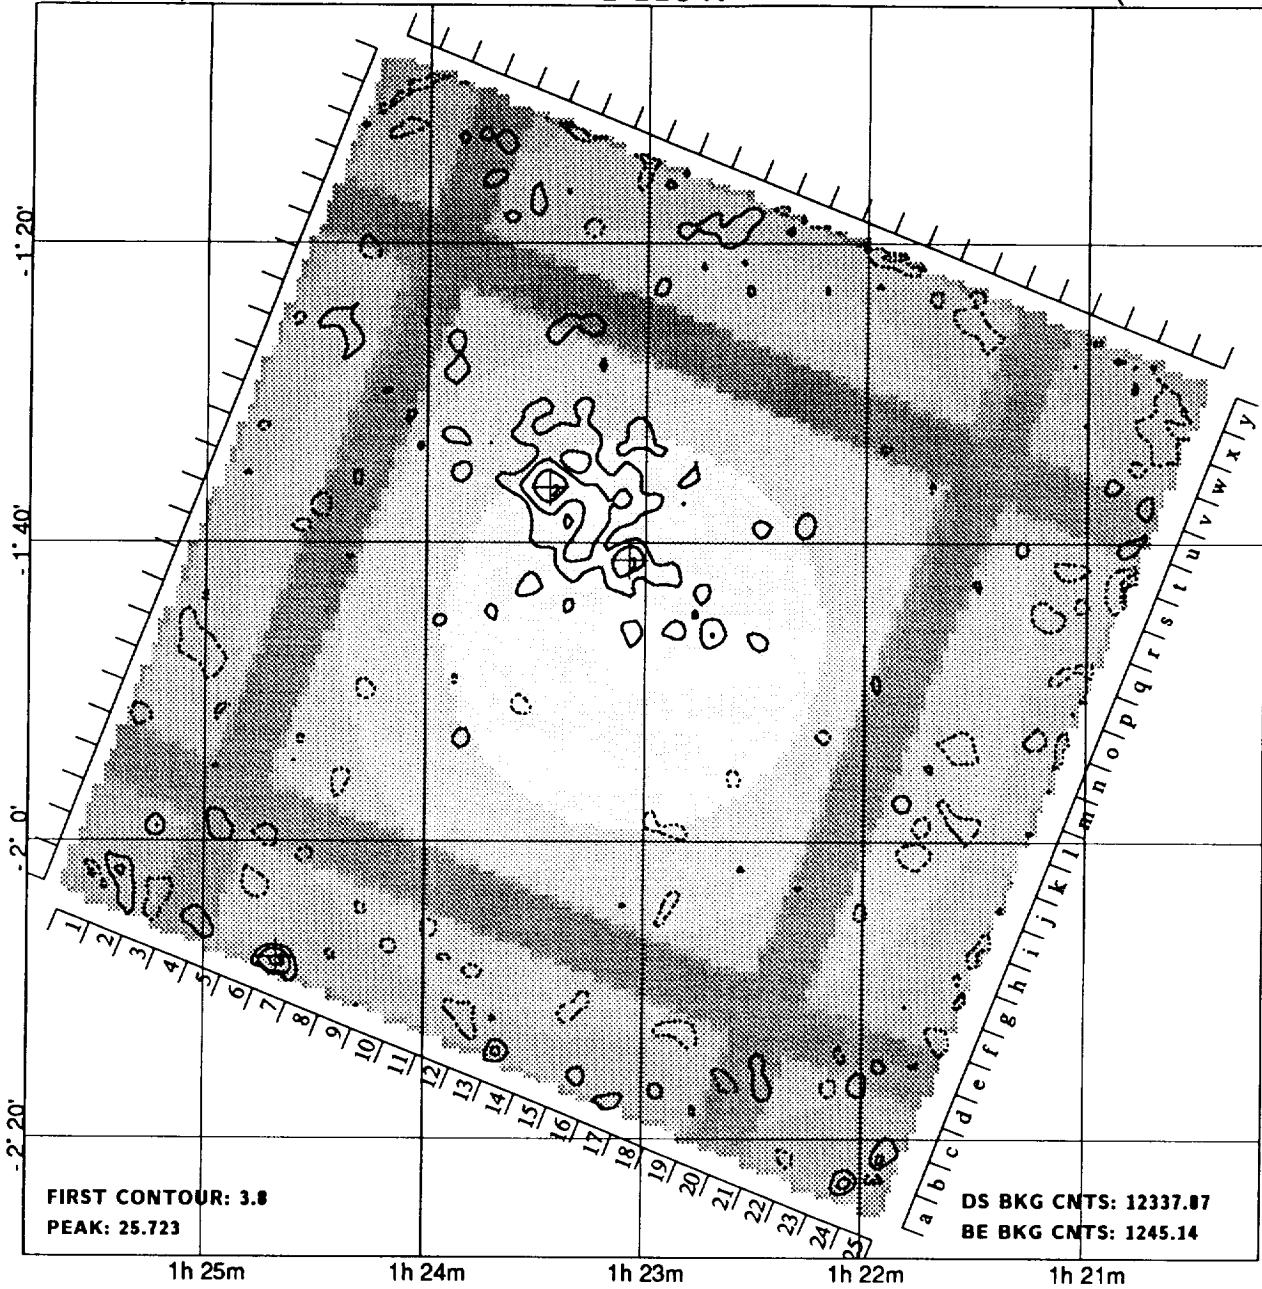 -1° 20'
-1° 40'
-2° 0'
-2° 20'
2
1
1 2 3 4 5 6 7 8 9 10 11 12 13 14 15 16 17 18 19 20 21 22 23 24 25
a b c d e f g h i j k l m n o p q r s t u v w x y
FIRST CONTOUR: 3.8
PEAK: 25.723
DS BKG CNTS: 12337.87
BE BKG CNTS: 1245.14
1h 25m 1h 24m 1h 23m 1h 22m 1h 21m